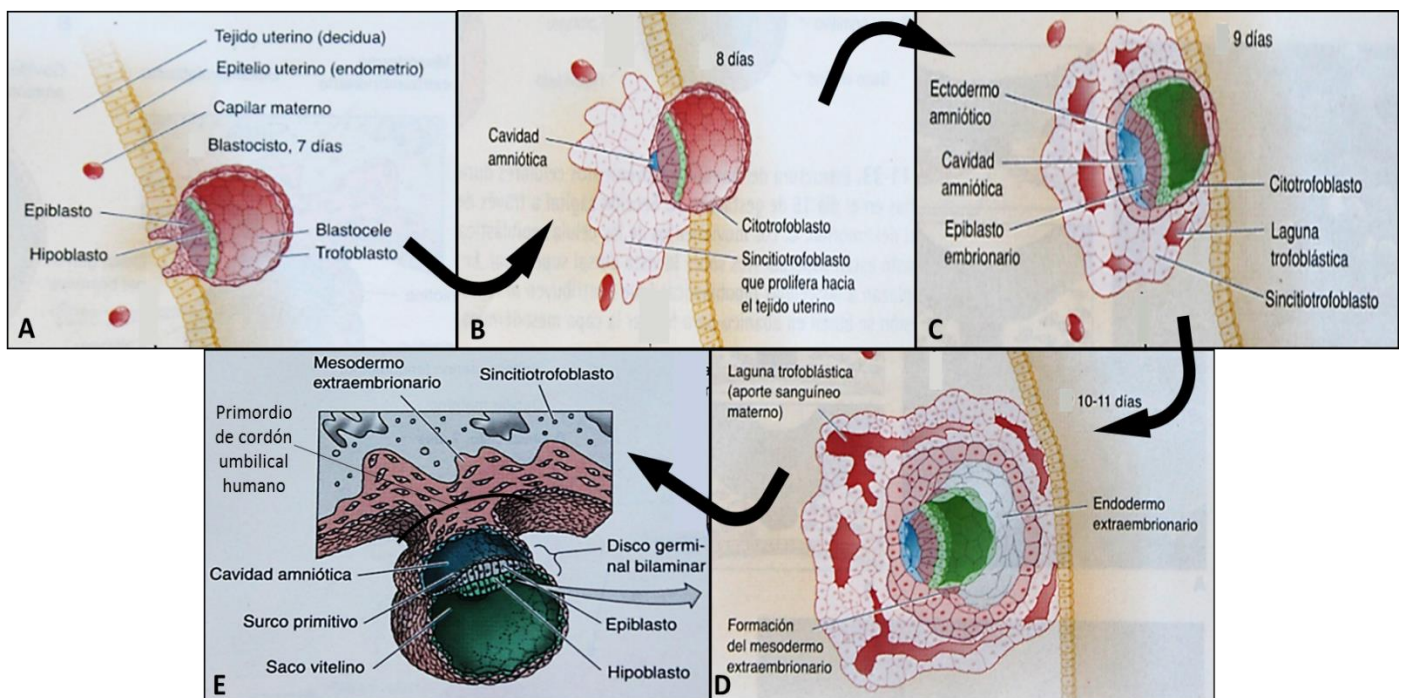 Tejido uterino (decidua)
Epitelio uterino (endometrio)
Capilar materno
Blastocisto, 7 días
Epiblasto
Hipoblasto
Blastocele
Trofoblasto
A
8 días
Cavidad
amniótica
Citotrofoblasto
Sincitiotrofoblasto
que prolifera hacia
el tejido uterino
B
9 días
Ectodermo
amniótico
Cavidad
amniótica
Epiblasto
embrionario
Citotrofoblasto
Laguna
trofoblástica
Sincitiotrofoblasto
C
Mesodermo
extraembrionario
Sincitiotrofoblasto
Primordio
de cordón
umbilical
humano
Cavidad amniótica
Surco primitivo
Saco vitelino
Disco germi-
nal bilaminar
Epiblasto
Hipoblasto
E
Laguna trofoblástica
(aporte sanguíneo
materno)
10-11 días
Endodermo
extraembrionario
Formación
del mesodermo
extraembrionario
D